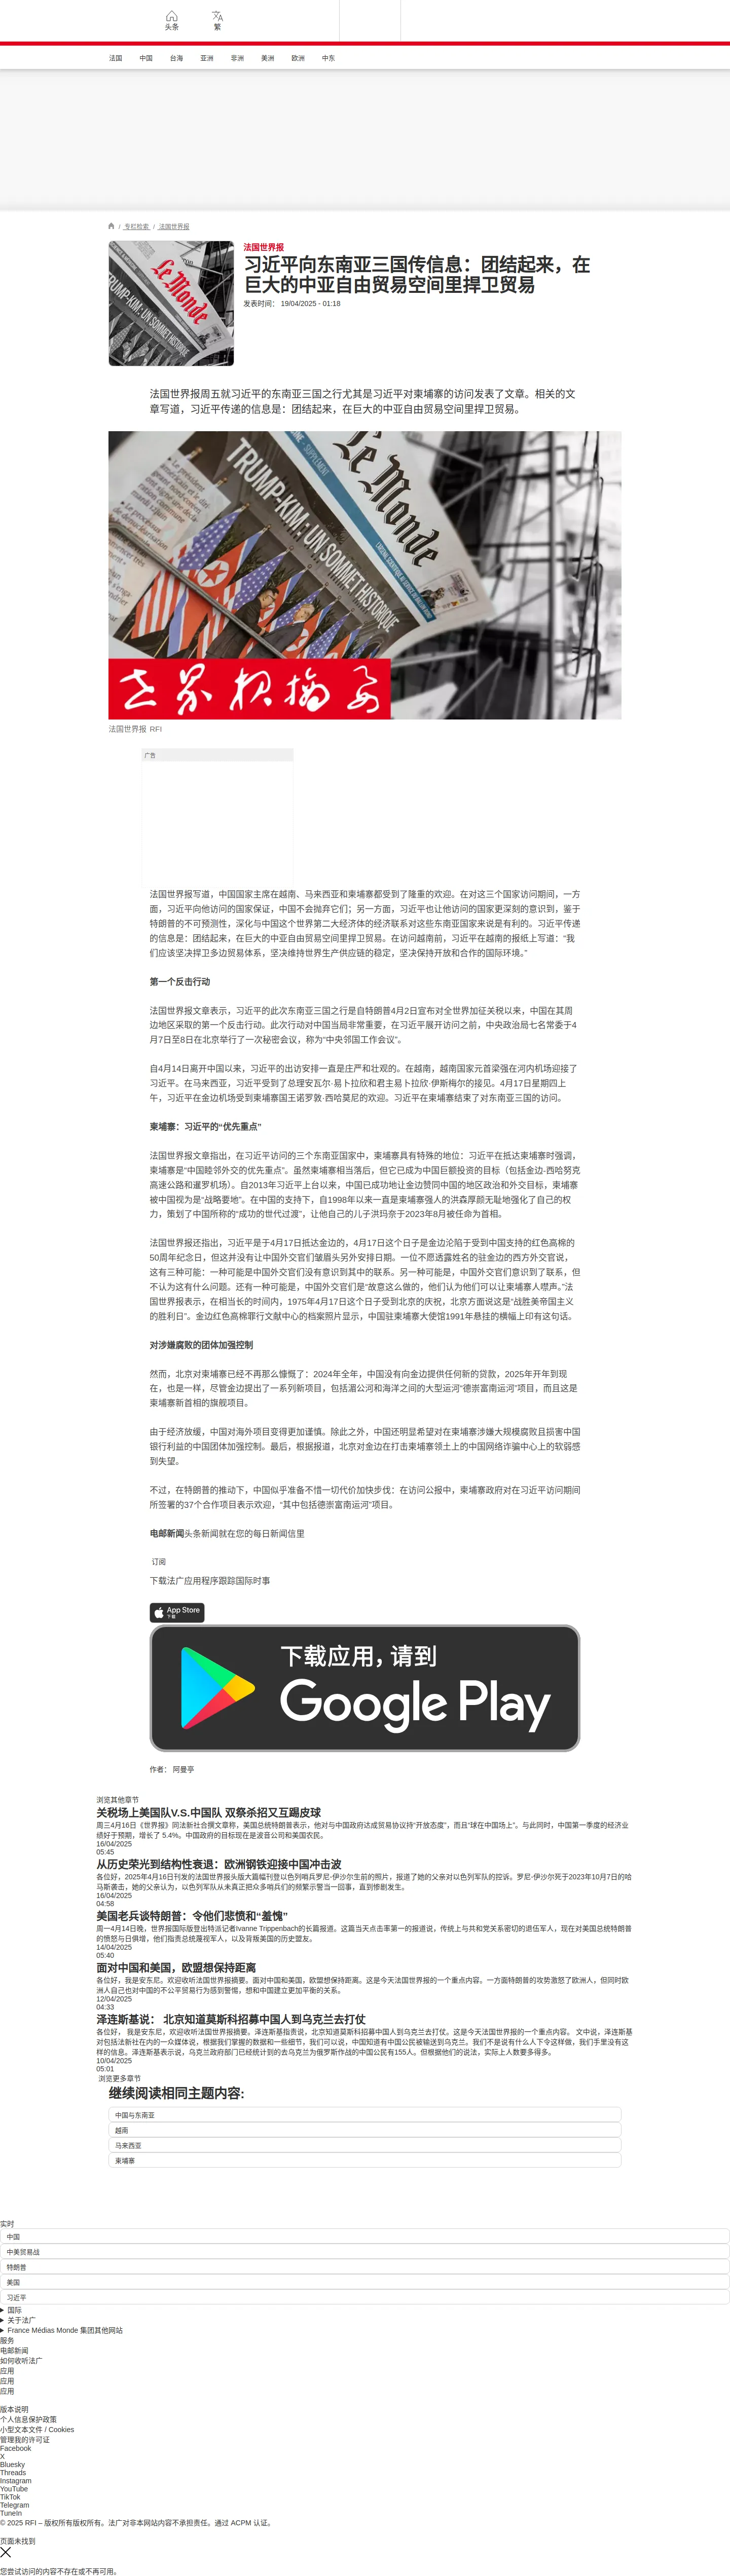 头条
繁
法国 中国 台海 亚洲 非洲 美洲 欧洲 中东
/ 专栏检索 / 法国世界报
法国世界报
习近平向东南亚三国传信息：团结起来，在
巨大的中亚自由贸易空间里捍卫贸易
发表时间： 19/04/2025 - 01:18
Le Monde
TRUMP-KIM : UN SOMMET HISTORIQUE
法国世界报周五就习近平的东南亚三国之行尤其是习近平对柬埔寨的访问发表了文章。相关的文
章写道，习近平传递的信息是：团结起来，在巨大的中亚自由贸易空间里捍卫贸易。
Le Monde
TRUMP-KIM : UN SOMMET HISTORIQUE
世界报摘要
法国世界报 RFI
广告
法国世界报写道，中国国家主席在越南、马来西亚和柬埔寨都受到了隆重的欢迎。在对这三个国家访问期间，一方
面，习近平向他访问的国家保证，中国不会抛弃它们；另一方面，习近平也让他访问的国家更深刻的意识到，鉴于
特朗普的不可预测性，深化与中国这个世界第二大经济体的经济联系对这些东南亚国家来说是有利的。习近平传递
的信息是：团结起来，在巨大的中亚自由贸易空间里捍卫贸易。在访问越南前，习近平在越南的报纸上写道：“我
们应该坚决捍卫多边贸易体系，坚决维持世界生产供应链的稳定，坚决保持开放和合作的国际环境。”
第一个反击行动
法国世界报文章表示，习近平的此次东南亚三国之行是自特朗普4月2日宣布对全世界加征关税以来，中国在其周
边地区采取的第一个反击行动。此次行动对中国当局非常重要，在习近平展开访问之前，中央政治局七名常委于4
月7日至8日在北京举行了一次秘密会议，称为“中央邻国工作会议”。
自4月14日离开中国以来，习近平的出访安排一直是庄严和壮观的。在越南，越南国家元首梁强在河内机场迎接了
习近平。在马来西亚，习近平受到了总理安瓦尔·易卜拉欣和君主易卜拉欣·伊斯梅尔的接见。4月17日星期四上
午，习近平在金边机场受到柬埔寨国王诺罗敦·西哈莫尼的欢迎。习近平在柬埔寨结束了对东南亚三国的访问。
柬埔寨：习近平的“优先重点”
法国世界报文章指出，在习近平访问的三个东南亚国家中，柬埔寨具有特殊的地位：习近平在抵达柬埔寨时强调，
柬埔寨是“中国睦邻外交的优先重点”。虽然柬埔寨相当落后，但它已成为中国巨额投资的目标（包括金边-西哈努克
高速公路和暹罗机场）。自2013年习近平上台以来，中国已成功地让金边赞同中国的地区政治和外交目标，柬埔寨
被中国视为是“战略要地”。在中国的支持下，自1998年以来一直是柬埔寨强人的洪森厚颜无耻地强化了自己的权
力，策划了中国所称的“成功的世代过渡”，让他自己的儿子洪玛奈于2023年8月被任命为首相。
法国世界报还指出，习近平是于4月17日抵达金边的，4月17日这个日子是金边沦陷于受到中国支持的红色高棉的
50周年纪念日，但这并没有让中国外交官们皱眉头另外安排日期。一位不愿透露姓名的驻金边的西方外交官说，
这有三种可能：一种可能是中国外交官们没有意识到其中的联系。另一种可能是，中国外交官们意识到了联系，但
不认为这有什么问题。还有一种可能是，中国外交官们是“故意这么做的，他们认为他们可以让柬埔寨人噤声。”法
国世界报表示，在相当长的时间内，1975年4月17日这个日子受到北京的庆祝，北京方面说这是“战胜美帝国主义
的胜利日”。金边红色高棉罪行文献中心的档案照片显示，中国驻柬埔寨大使馆1991年悬挂的横幅上印有这句话。
对涉嫌腐败的团体加强控制
然而，北京对柬埔寨已经不再那么慷慨了：2024年全年，中国没有向金边提供任何新的贷款，2025年开年到现
在，也是一样，尽管金边提出了一系列新项目，包括湄公河和海洋之间的大型运河“德崇富南运河”项目，而且这是
柬埔寨新首相的旗舰项目。
由于经济放缓，中国对海外项目变得更加谨慎。除此之外，中国还明显希望对在柬埔寨涉嫌大规模腐败且损害中国
银行利益的中国团体加强控制。最后，根据报道，北京对金边在打击柬埔寨领土上的中国网络诈骗中心上的软弱感
到失望。
不过，在特朗普的推动下，中国似乎准备不惜一切代价加快步伐：在访问公报中，柬埔寨政府对在习近平访问期间
所签署的37个合作项目表示欢迎，“其中包括德崇富南运河”项目。
电邮新闻头条新闻就在您的每日新闻信里
订阅
下载法广应用程序跟踪国际时事
App Store
下载
下载应用，请到
Google Play
作者： 阿曼亭
浏览其他章节
关税场上美国队V.S.中国队 双祭杀招又互踢皮球
周三4月16日《世界报》同法新社合撰文章称，美国总统特朗普表示，他对与中国政府达成贸易协议持“开放态度”，而且“球在中国场上”。与此同时，中国第一季度的经济业
绩好于预期，增长了 5.4%。中国政府的目标现在是波音公司和美国农民。
16/04/2025
05:45
从历史荣光到结构性衰退：欧洲钢铁迎接中国冲击波
各位好，2025年4月16日刊发的法国世界报头版大篇幅刊登以色列哨兵罗尼-伊沙尔生前的照片，报道了她的父亲对以色列军队的控诉。罗尼-伊沙尔死于2023年10月7日的哈
马斯袭击，她的父亲认为，以色列军队从未真正把众多哨兵们的频繁示警当一回事，直到惨剧发生。
16/04/2025
04:58
美国老兵谈特朗普：令他们悲愤和“羞愧”
周一4月14日晚，世界报国际版登出特派记者Ivanne Trippenbach的长篇报道。这篇当天点击率第一的报道说，传统上与共和党关系密切的退伍军人，现在对美国总统特朗普
的愤怒与日俱增，他们指责总统蔑视军人，以及背叛美国的历史盟友。
14/04/2025
05:40
面对中国和美国，欧盟想保持距离
各位好，我是安东尼。欢迎收听法国世界报摘要。面对中国和美国，欧盟想保持距离。这是今天法国世界报的一个重点内容。一方面特朗普的攻势激怒了欧洲人，但同时欧
洲人自己也对中国的不公平贸易行为感到警惕，想和中国建立更加平衡的关系。
12/04/2025
04:33
泽连斯基说： 北京知道莫斯科招募中国人到乌克兰去打仗
各位好， 我是安东尼，欢迎收听法国世界报摘要。泽连斯基指责说，北京知道莫斯科招募中国人到乌克兰去打仗。这是今天法国世界报的一个重点内容。 文中说，泽连斯基
对包括法新社在内的一众媒体说，根据我们掌握的数据和一些细节，我们可以说，中国知道有中国公民被输送到乌克兰。我们不是说有什么人下令这样做，我们手里没有这
样的信息。泽连斯基表示说，乌克兰政府部门已经统计到的去乌克兰为俄罗斯作战的中国公民有155人。但根据他们的说法，实际上人数要多得多。
10/04/2025
05:01
浏览更多章节
继续阅读相同主题内容:
中国与东南亚
越南
马来西亚
柬埔寨
实时
中国
中美贸易战
特朗普
美国
习近平
国际
关于法广
France Médias Monde 集团其他网站
服务
电邮新闻
如何收听法广
应用
应用
应用
版本说明
个人信息保护政策
小型文本文件 / Cookies
管理我的许可证
Facebook
X
Bluesky
Threads
Instagram
YouTube
TikTok
Telegram
TuneIn
© 2025 RFI – 版权所有版权所有。法广对非本网站内容不承担责任。通过 ACPM 认证。
页面未找到
您尝试访问的内容不存在或不再可用。